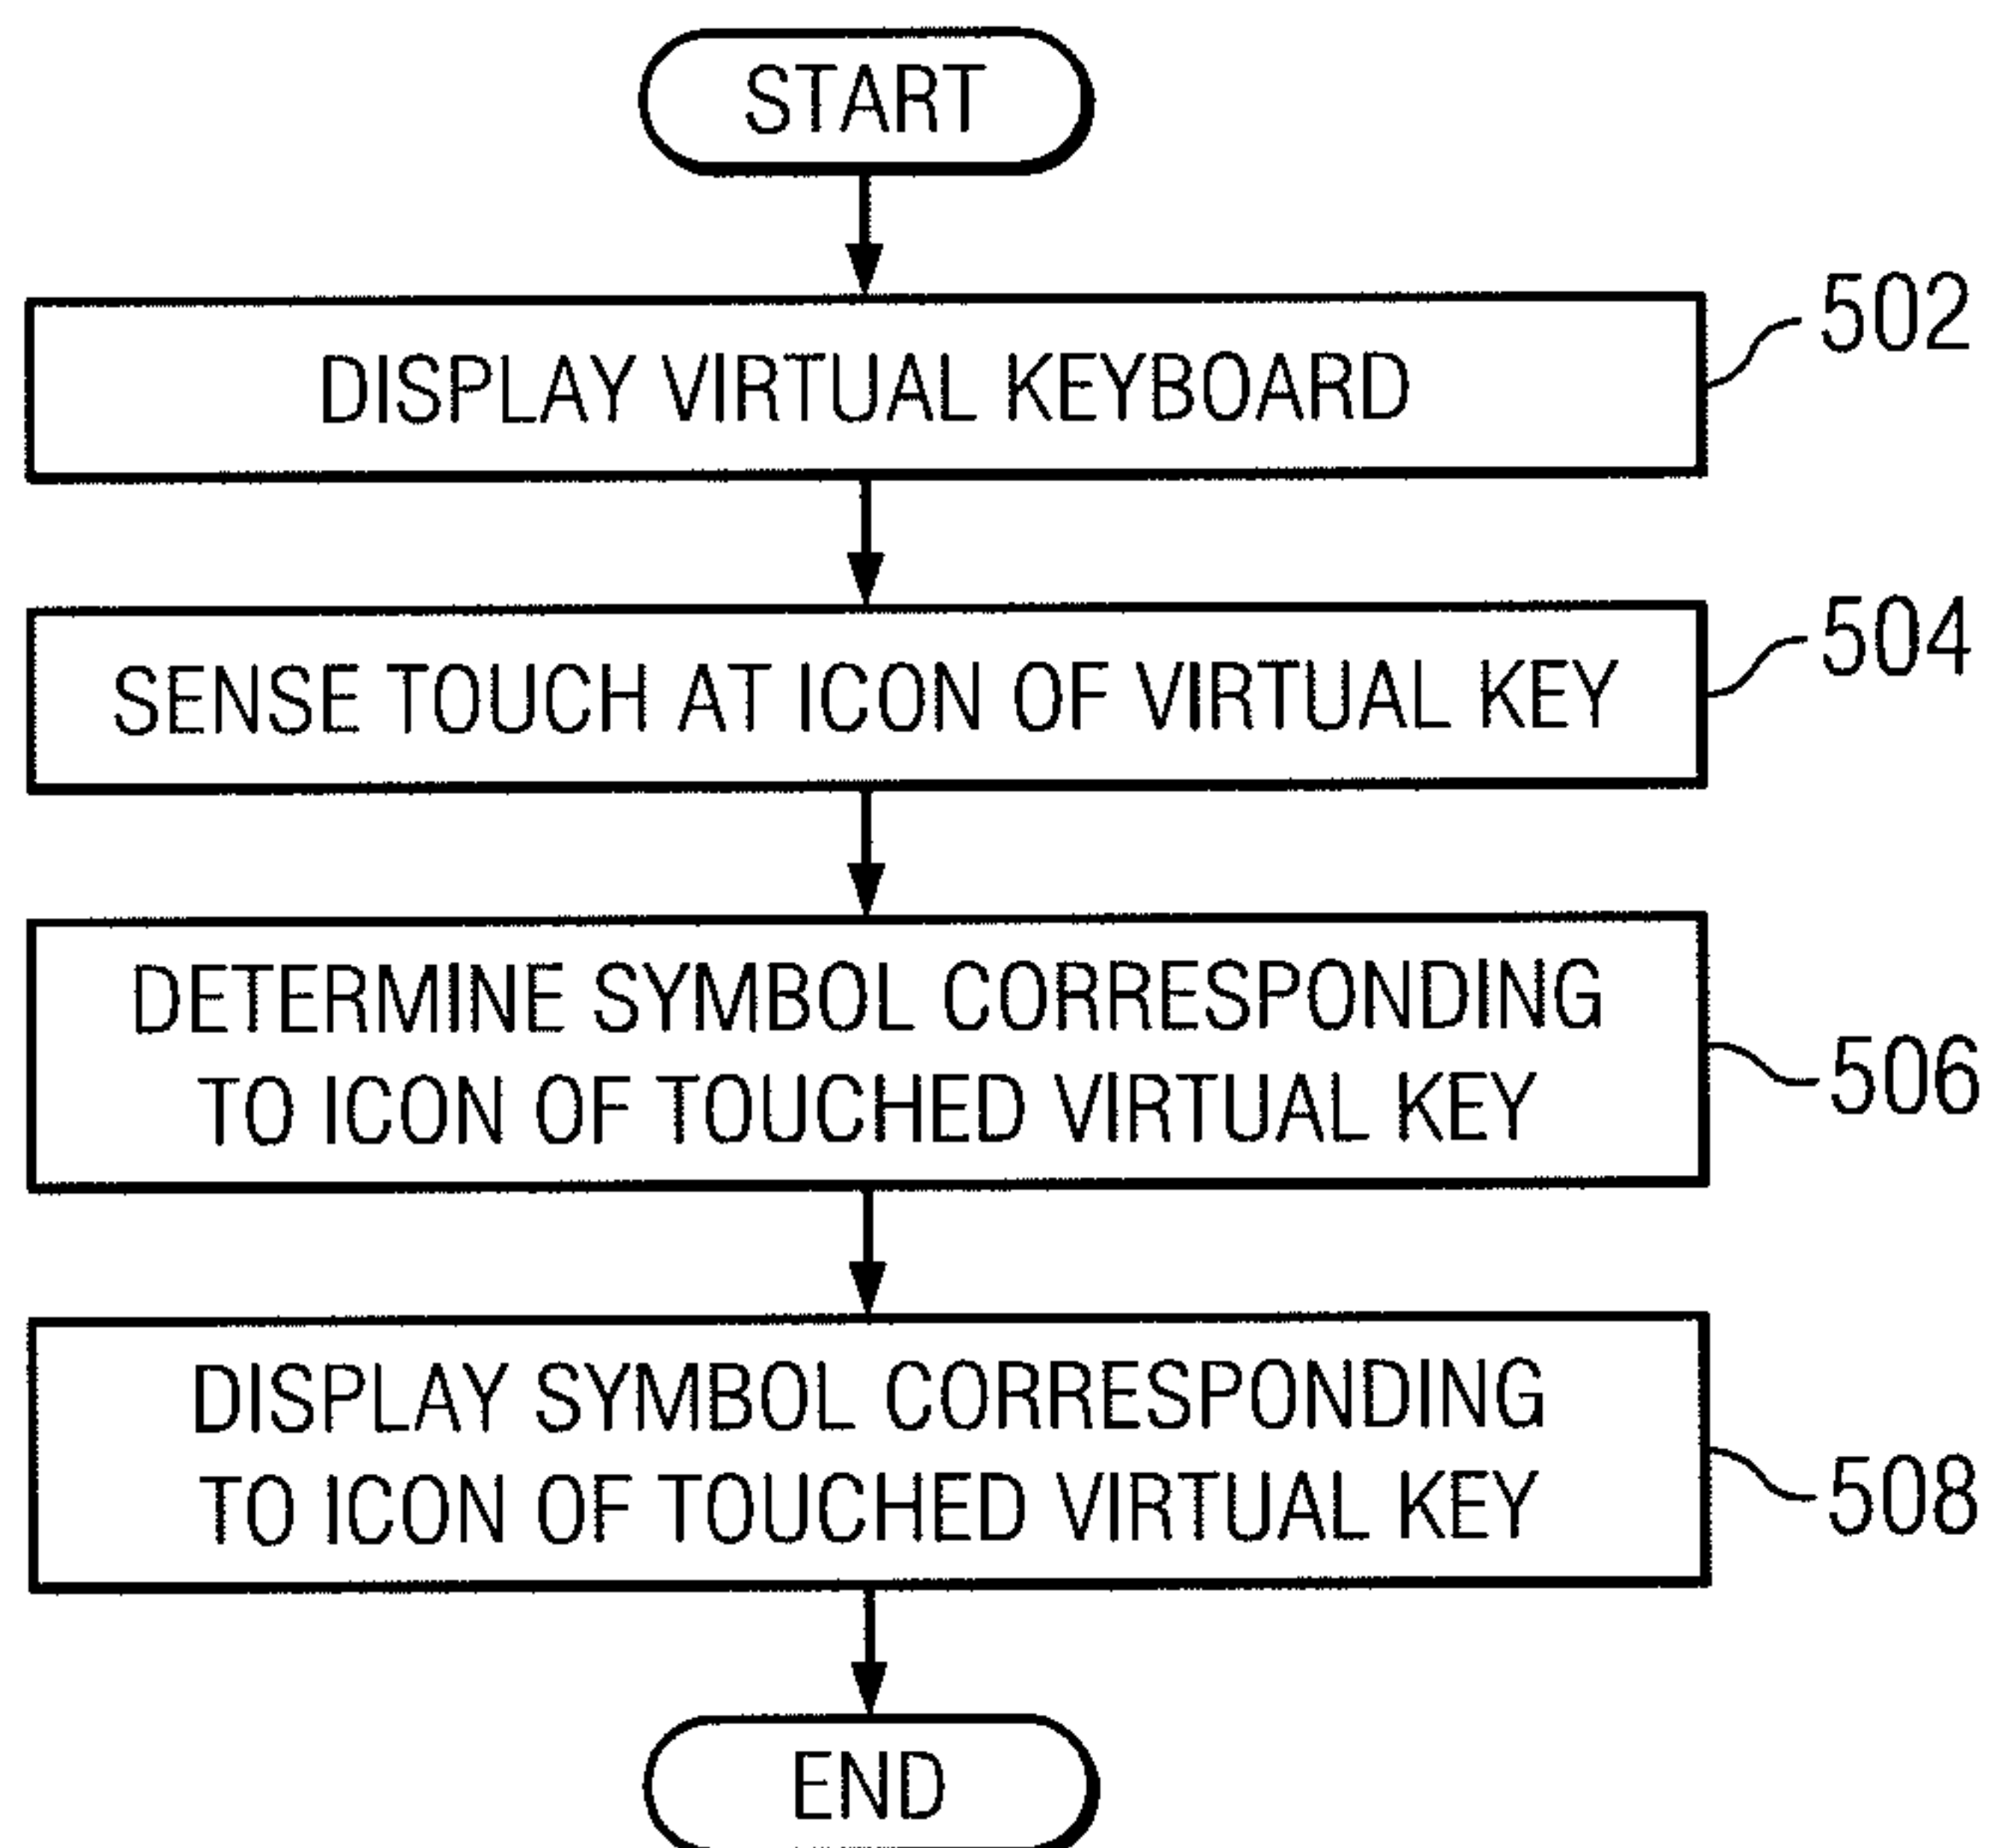 START
DISPLAY VIRTUAL KEYBOARD
502
SENSE TOUCH AT ICON OF VIRTUAL KEY
504
DETERMINE SYMBOL CORRESPONDING
TO ICON OF TOUCHED VIRTUAL KEY
506
DISPLAY SYMBOL CORRESPONDING
TO ICON OF TOUCHED VIRTUAL KEY
508
END